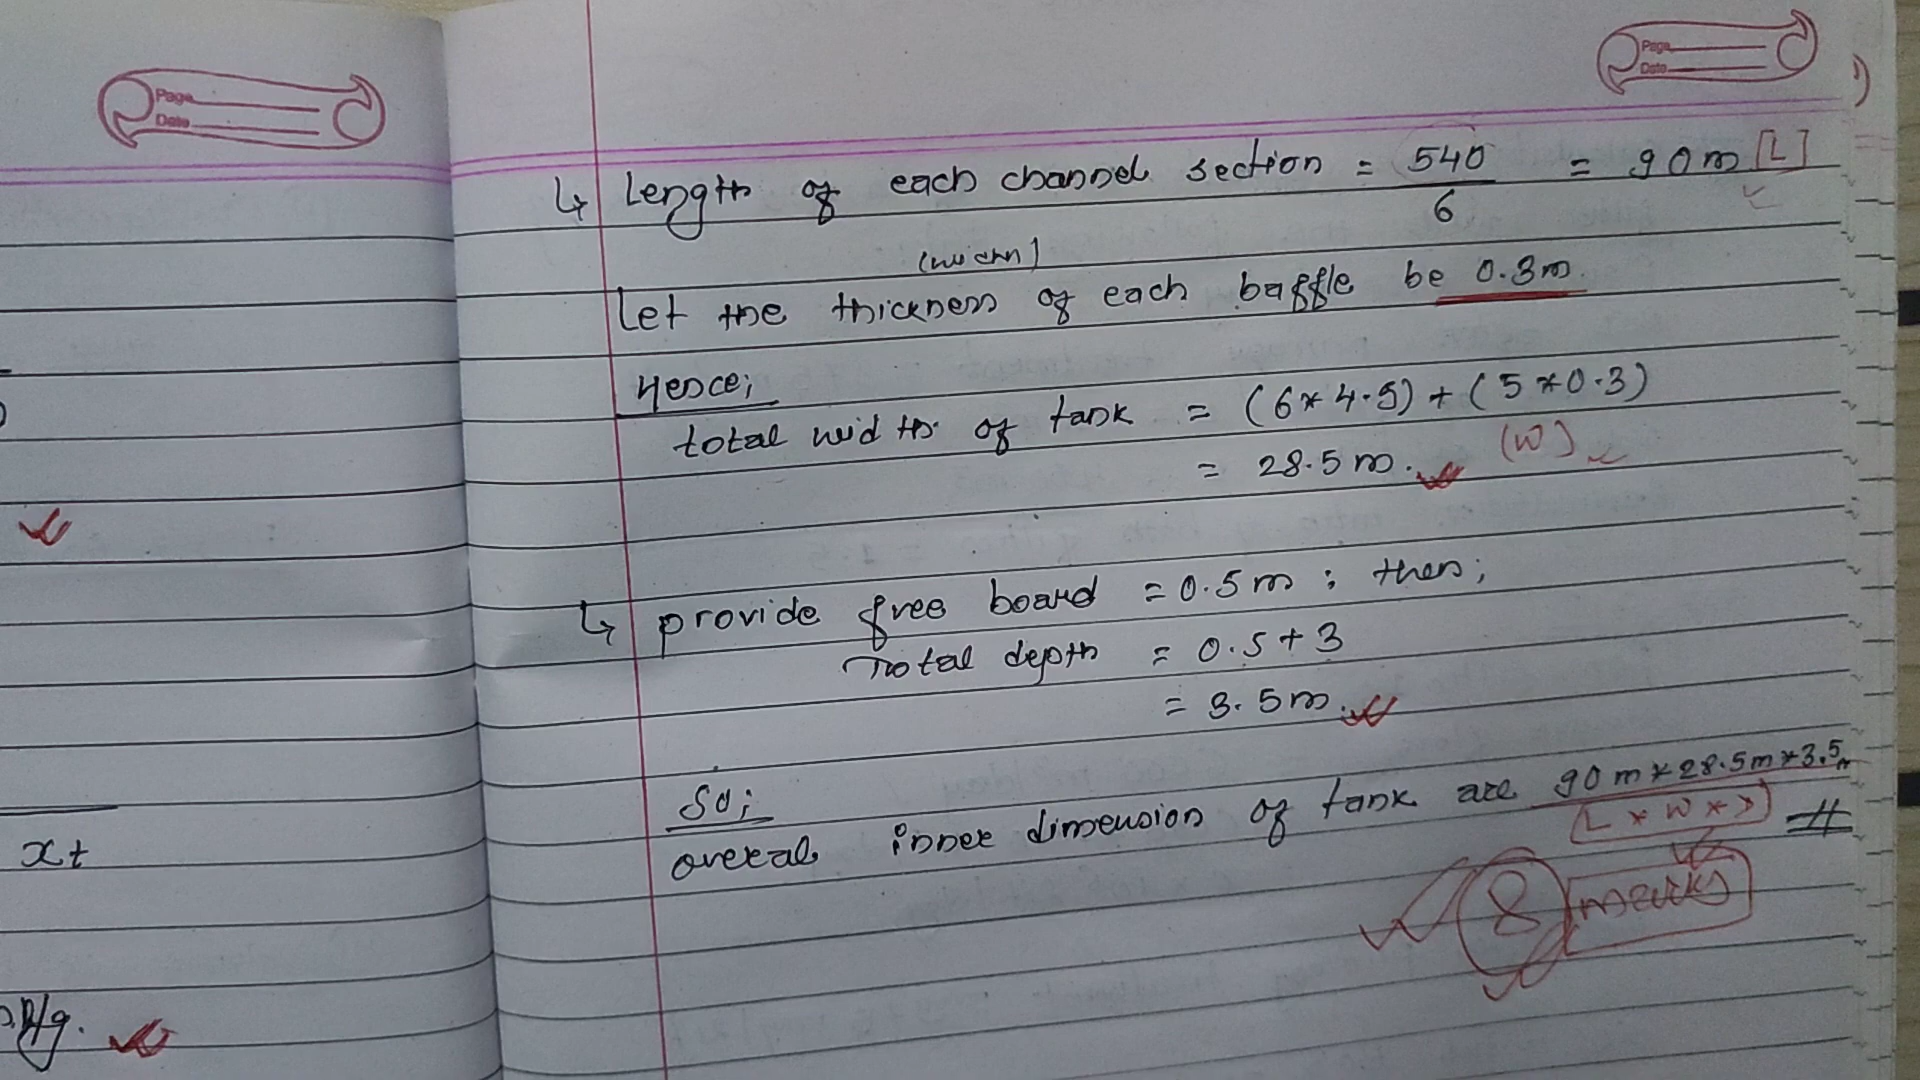 Page
Date
xt
Page
Date
↳ Length of each channel section = 540/6 = 90m [L]
(width)
Let the thickness of each baffle be 0.3m.
Hence;
total width of tank = (6*4.5) + (5*0.3)
= 28.5m. (W)
↳ provide free board = 0.5m ; then;
Total depth = 0.5+3
= 3.5m.
So;
overal inner dimension of tank are 90m*28.5m*3.5m
8 marks